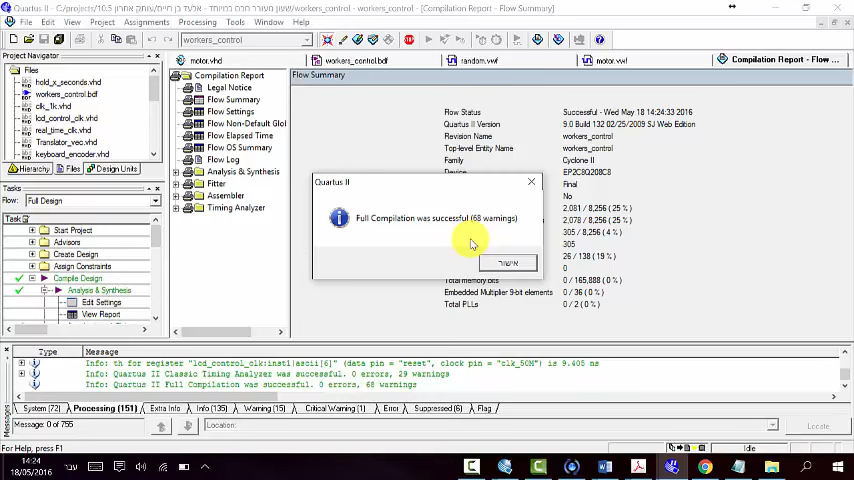 Quartus II - C:/projects/10.5
workers_control/workers_control - [Compilation Report - Flow Summary]
File Edit View Project Assignments Processing Tools Window Help
workers_control
Project Navigator
Files
hold_x_seconds.vhd
workers_control.bdf
clk_1k.vhd
lcd_control_clk.vhd
real_time_clk.vhd
Translator_vec.vhd
keyboard_encoder.vhd
Hierarchy Files Design Units
Tasks
Flow: Full Design
Task
Start Project
Advisors
Create Design
Assign Constraints
Compile Design
Analysis & Synthesis
Edit Settings
View Report
motor.vhd
workers_control.bdf
random.vwf
motor.vwf
Compilation Report - Flow ...
Compilation Report
Legal Notice
Flow Summary
Flow Settings
Flow Non-Default Glol
Flow Elapsed Time
Flow OS Summary
Flow Log
Analysis & Synthesis
Fitter
Assembler
Timing Analyzer
Flow Summary
Flow Status Successful - Wed May 18 14:24:33 2016
Quartus II Version 9.0 Build 132 02/25/2009 SJ Web Edition
Revision Name workers_control
Top-level Entity Name workers_control
Family Cyclone II
Device EP2C8Q208C8
Final
No
2,081 / 8,256 ( 25 % )
2,078 / 8,256 ( 25 % )
305 / 8,256 ( 4 % )
305
26 / 138 ( 19 % )
0
Total memory bits 0 / 165,888 ( 0 % )
Embedded Multiplier 9-bit elements 0 / 36 ( 0 % )
Total PLLs 0 / 2 ( 0 % )
Quartus II
Full Compilation was successful (68 warnings)
אישור
Type Message
Info: th for register "lcd_control_clk:inst1|ascii[6]" (data pin = "reset", clock pin = "clk_50M") is 9.405 ns
Info: Quartus II Classic Timing Analyzer was successful. 0 errors, 29 warnings
Info: Quartus II Full Compilation was successful. 0 errors, 68 warnings
System (72) Processing (151) Extra Info Info (135) Warning (15) Critical Warning (1) Error Suppressed (6) Flag
Messages
Message: 0 of 755
Location:
Locate
For Help, press F1
Idle
14:24
18/05/2016
עבר